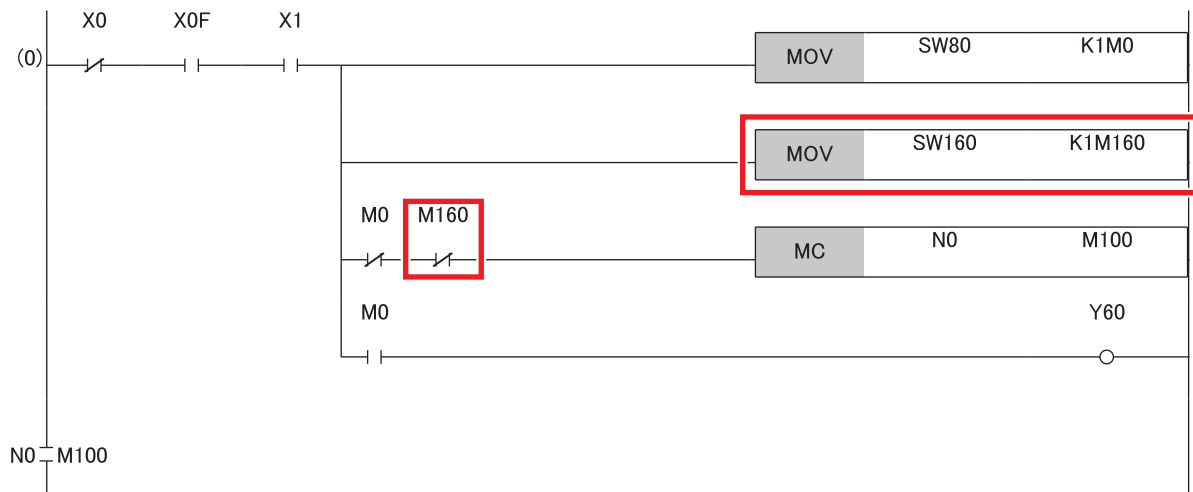 X0 X0F X1
(0) MOV SW80 K1M0
MOV SW160 K1M160
M0 M160
MC N0 M100
M0 Y60
N0 M100